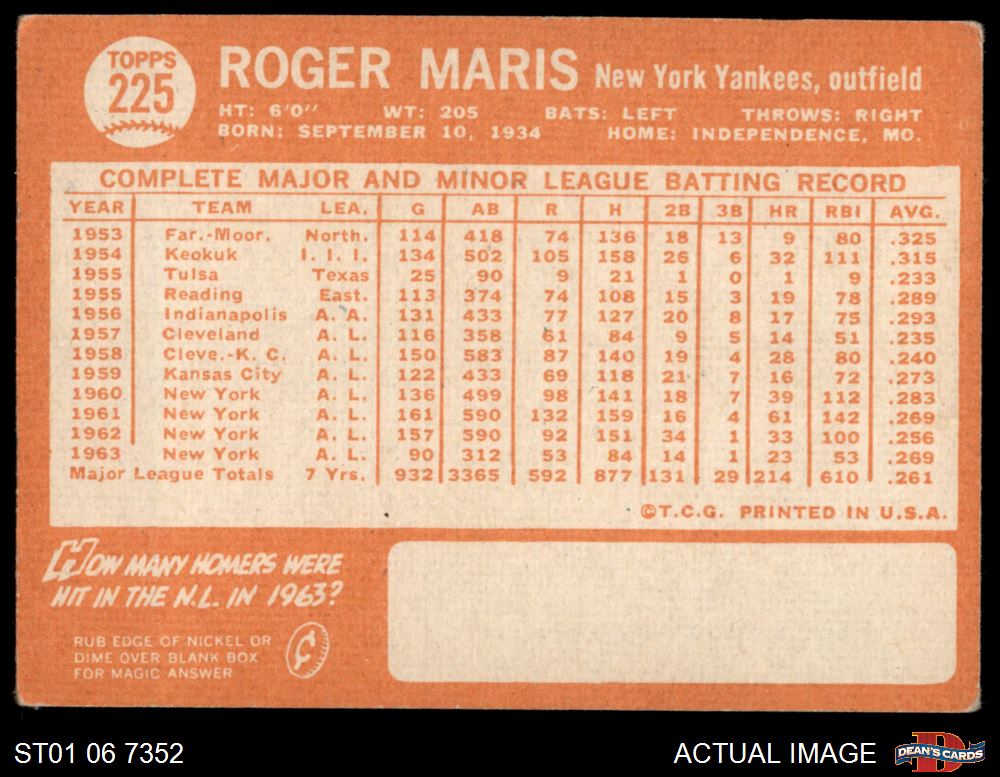 TOPPS
225
ROGER MARIS New York Yankees, outfield
HT: 6'0" WT: 205 BATS: LEFT THROWS: RIGHT
BORN: SEPTEMBER 10, 1934 HOME: INDEPENDENCE, MO.
COMPLETE MAJOR AND MINOR LEAGUE BATTING RECORD
YEAR TEAM LEA. G AB R H 2B 3B HR RBI AVG.
1953 Far.-Moor. North. 114 418 74 136 18 13 9 80 .325
1954 Keokuk I. I. I. 134 502 105 158 26 6 32 111 .315
1955 Tulsa Texas 25 90 9 21 1 0 1 9 .233
1955 Reading East. 113 374 74 108 15 3 19 78 .289
1956 Indianapolis A. A. 131 433 77 127 20 8 17 75 .293
1957 Cleveland A. L. 116 358 61 84 9 5 14 51 .235
1958 Cleve.-K. C. A. L. 150 583 87 140 19 4 28 80 .240
1959 Kansas City A. L. 122 433 69 118 21 7 16 72 .273
1960 New York A. L. 136 499 98 141 18 7 39 112 .283
1961 New York A. L. 161 590 132 159 16 4 61 142 .269
1962 New York A. L. 157 590 92 151 34 1 33 100 .256
1963 New York A. L. 90 312 53 84 14 1 23 53 .269
Major League Totals 7 Yrs. 932 3365 592 877 131 29 214 610 .261
©T.C.G. PRINTED IN U.S.A.
HOW MANY HOMERS WERE
HIT IN THE N.L. IN 1963?
RUB EDGE OF NICKEL OR
DIME OVER BLANK BOX
FOR MAGIC ANSWER
ST01 06 7352 ACTUAL IMAGE DEAN'S CARDS